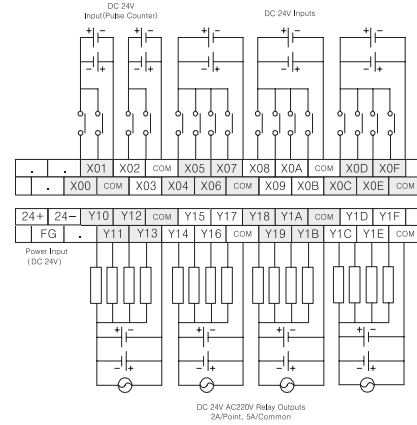 DC 24V
Input(Pulse Counter)
DC 24V Inputs
+ − + − + − + − + −
− + − + − + − + − +
. . X01 X02 COM X05 X07 X08 X0A COM X0D X0F
. X00 COM X03 X04 X06 COM X09 X0B X0C X0E COM
24+ 24− Y10 Y12 COM Y15 Y17 Y18 Y1A COM Y1D Y1F
FG . Y11 Y13 Y14 Y16 COM Y19 Y1B Y1C Y1E COM
Power Input
(DC 24V)
+ − + − + − + −
− + − + − + − +
DC 24V AC220V Relay Outputs
2A/Point, 5A/Common